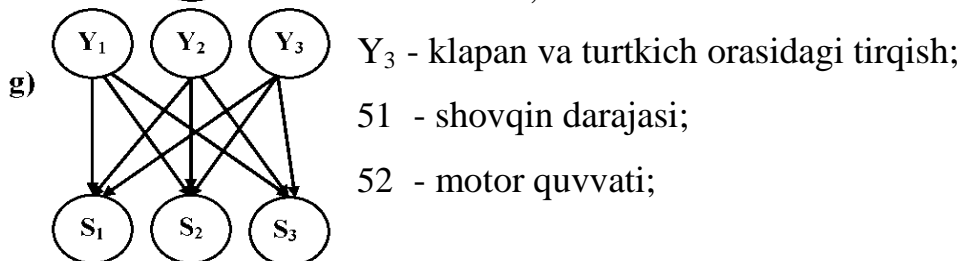 Y₁ Y₂ Y₃
Y₃ - klapan va turtkich orasidagi tirqish;
g)
51 - shovqin darajasi;
52 - motor quvvati;
S₁ S₂ S₃